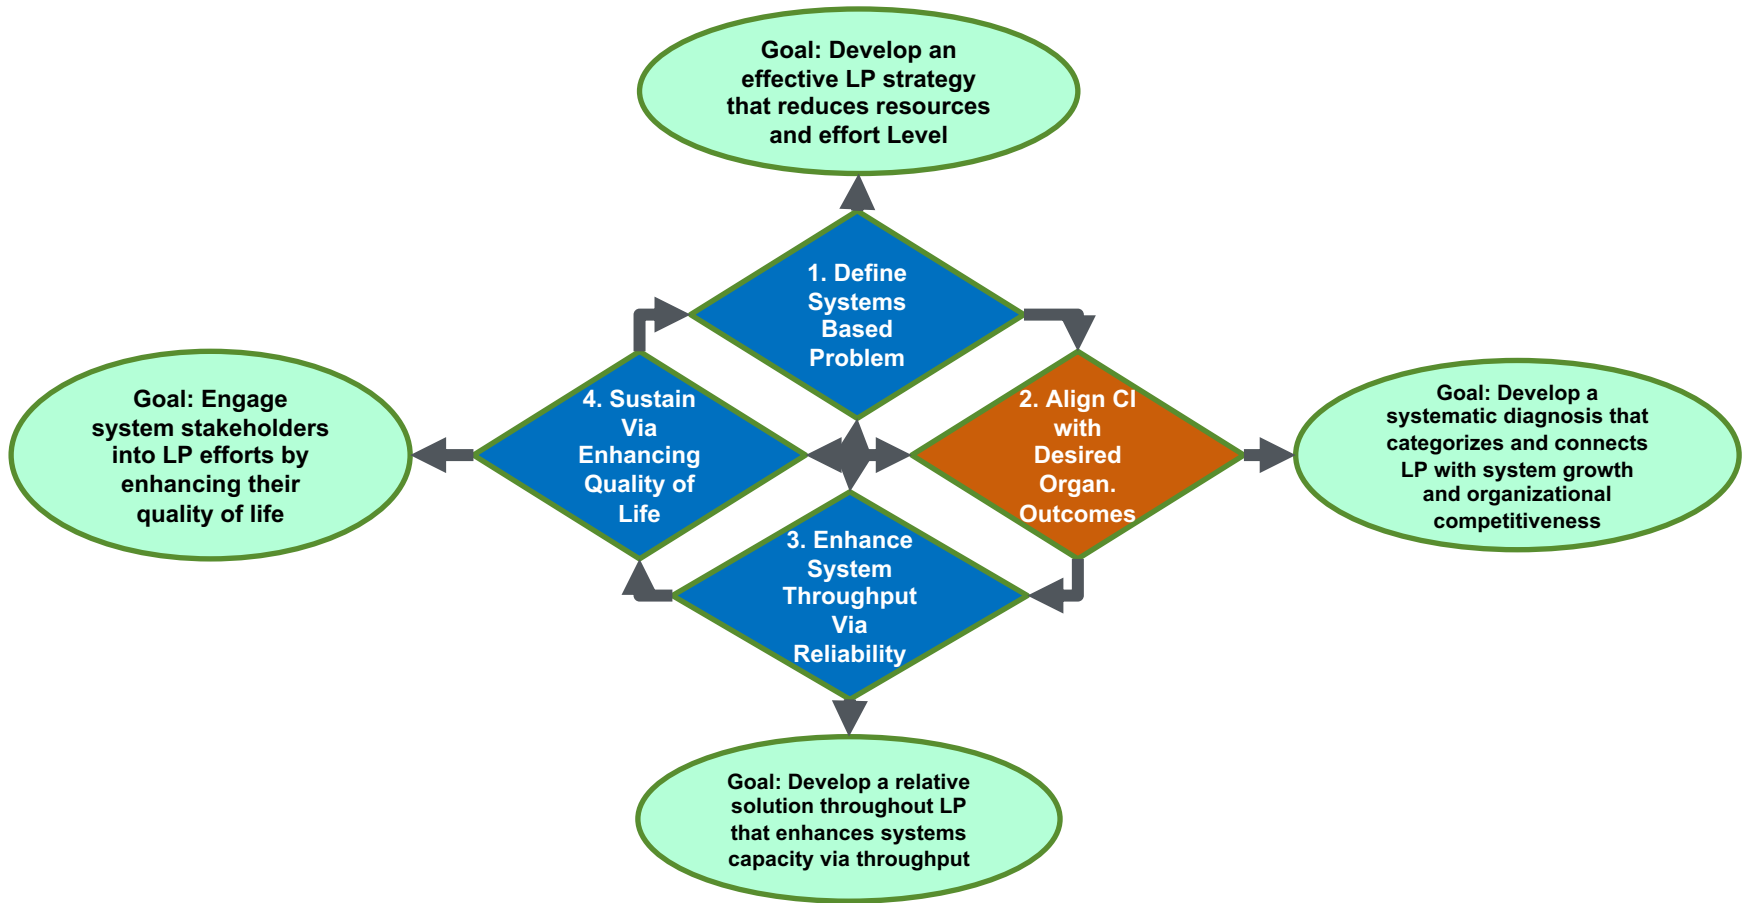 Goal: Develop an
effective LP strategy
that reduces resources
and effort Level
1. Define
Systems
Based
Problem
Goal: Engage
system stakeholders
into LP efforts by
enhancing their
quality of life
4. Sustain
Via
Enhancing
Quality of
Life
2. Align CI
with
Desired
Organ.
Outcomes
Goal: Develop a
systematic diagnosis that
categorizes and connects
LP with system growth
and organizational
competitiveness
3. Enhance
System
Throughput
Via
Reliability
Goal: Develop a relative
solution throughout LP
that enhances systems
capacity via throughput